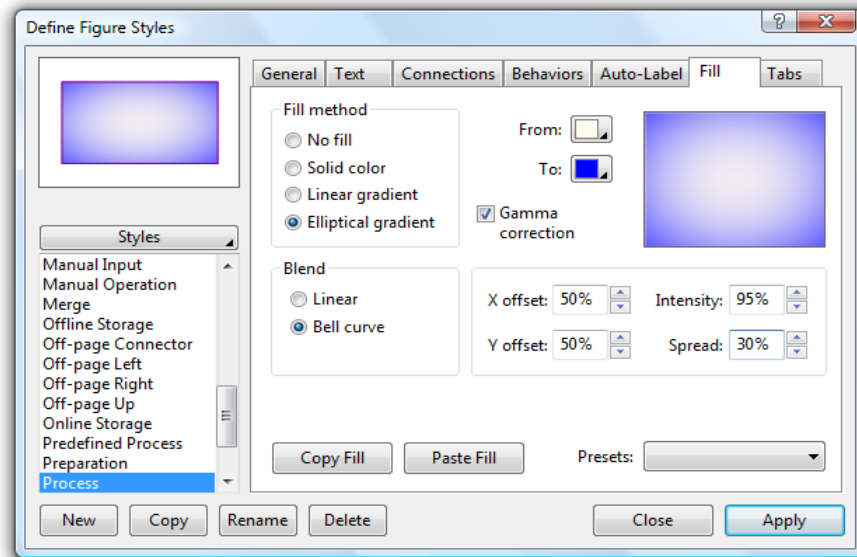 Define Figure Styles
?
General Text Connections Behaviors Auto-Label Fill Tabs
Fill method
No fill
Solid color
Linear gradient
Elliptical gradient
From:
To:
Gamma
correction
Styles
Manual Input
Manual Operation
Merge
Offline Storage
Off-page Connector
Off-page Left
Off-page Right
Off-page Up
Online Storage
Predefined Process
Preparation
Process
Blend
Linear
Bell curve
X offset: 50% Intensity: 95%
Y offset: 50% Spread: 30%
Copy Fill Paste Fill Presets:
New Copy Rename Delete Close Apply